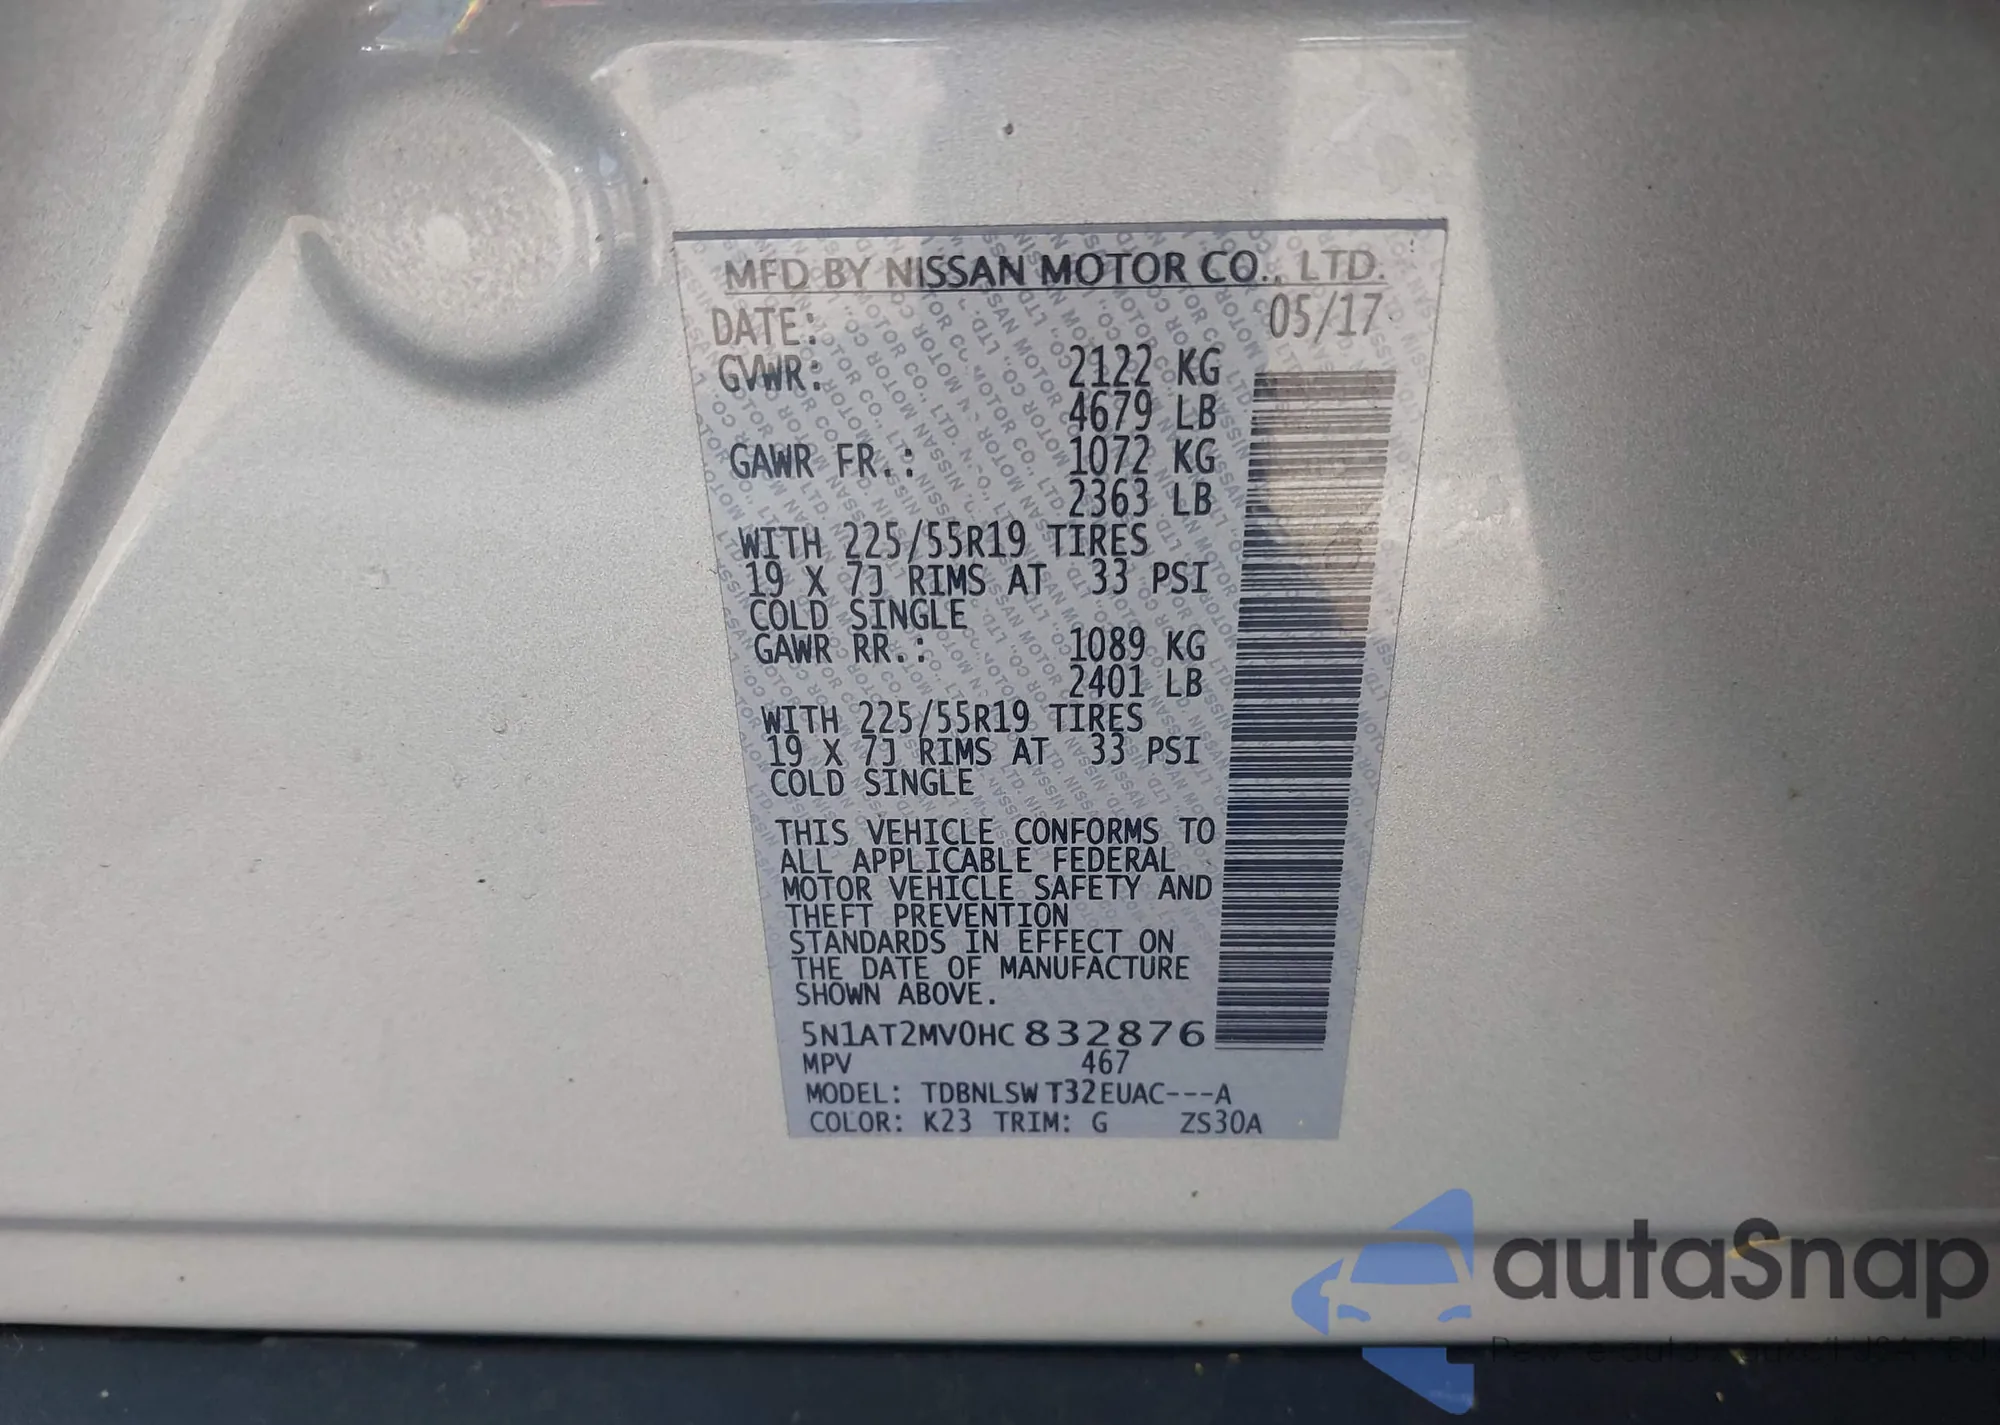 MFD BY NISSAN MOTOR CO., LTD.
DATE: 05/17
GVWR: 2122 KG
4679 LB
GAWR FR.: 1072 KG
2363 LB
WITH 225/55R19 TIRES
19 X 7J RIMS AT 33 PSI
COLD SINGLE
GAWR RR.: 1089 KG
2401 LB
WITH 225/55R19 TIRES
19 X 7J RIMS AT 33 PSI
COLD SINGLE
THIS VEHICLE CONFORMS TO
ALL APPLICABLE FEDERAL
MOTOR VEHICLE SAFETY AND
THEFT PREVENTION
STANDARDS IN EFFECT ON
THE DATE OF MANUFACTURE
SHOWN ABOVE.
5N1AT2MV0HC832876
MPV 467
MODEL: TDBNLSW T32EUAC---A
COLOR: K23 TRIM: G ZS30A
autaSnap